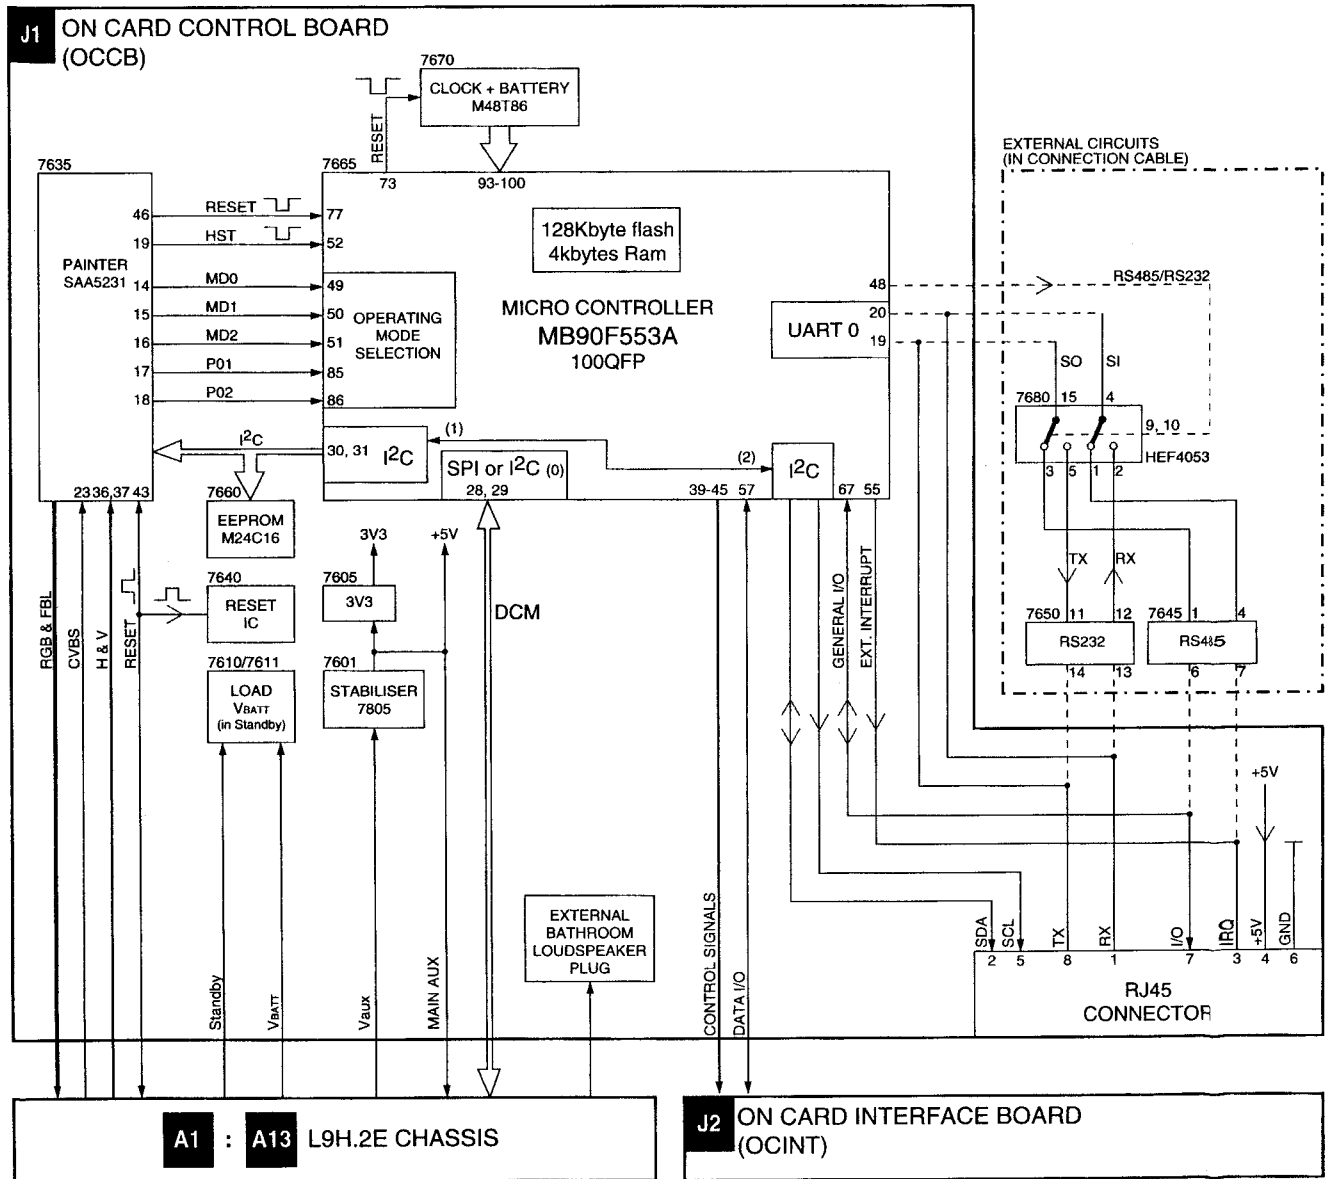 J1 ON CARD CONTROL BOARD
(OCCB)
7670
CLOCK + BATTERY
M48T86
RESET
EXTERNAL CIRCUITS
(IN CONNECTION CABLE)
7635
7665
73
93-100
46
RESET
77
19
HST
52
PAINTER
SAA5231
14
MD0
49
15
MD1
50
16
MD2
51
17
P01
85
18
P02
86
OPERATING
MODE
SELECTION
128Kbyte flash
4kbytes Ram
MICRO CONTROLLER
MB90F553A
100QFP
48
RS485/RS232
20
UART 0
19
SO
SI
7680
15
4
9, 10
HEF4053
3
5
1
2
I2C
30, 31
I2C
(1)
SPI or I2C (0)
28, 29
(2)
I2C
39-45
57
67
55
23
36,37
43
7660
EEPROM
M24C16
3V3
+5V
7640
RESET
IC
7605
3V3
DCM
TX
RX
7650
11
12
7645
1
4
RS232
RS485
14
13
6
7
RGB & FBL
CVBS
H & V
RESET
7610/7611
LOAD
VBATT
(in Standby)
7601
STABILISER
7805
GENERAL I/O
EXT. INTERRUPT
+5V
EXTERNAL
BATHROOM
LOUDSPEAKER
PLUG
Standby
VBATT
Vaux
MAIN AUX
CONTROL SIGNALS
DATA I/O
SDA
SCL
TX
RX
I/O
IRQ
+5V
GND
2
5
8
1
7
3
4
6
RJ45
CONNECTOR
A1 : A13 L9H.2E CHASSIS
J2 ON CARD INTERFACE BOARD
(OCINT)